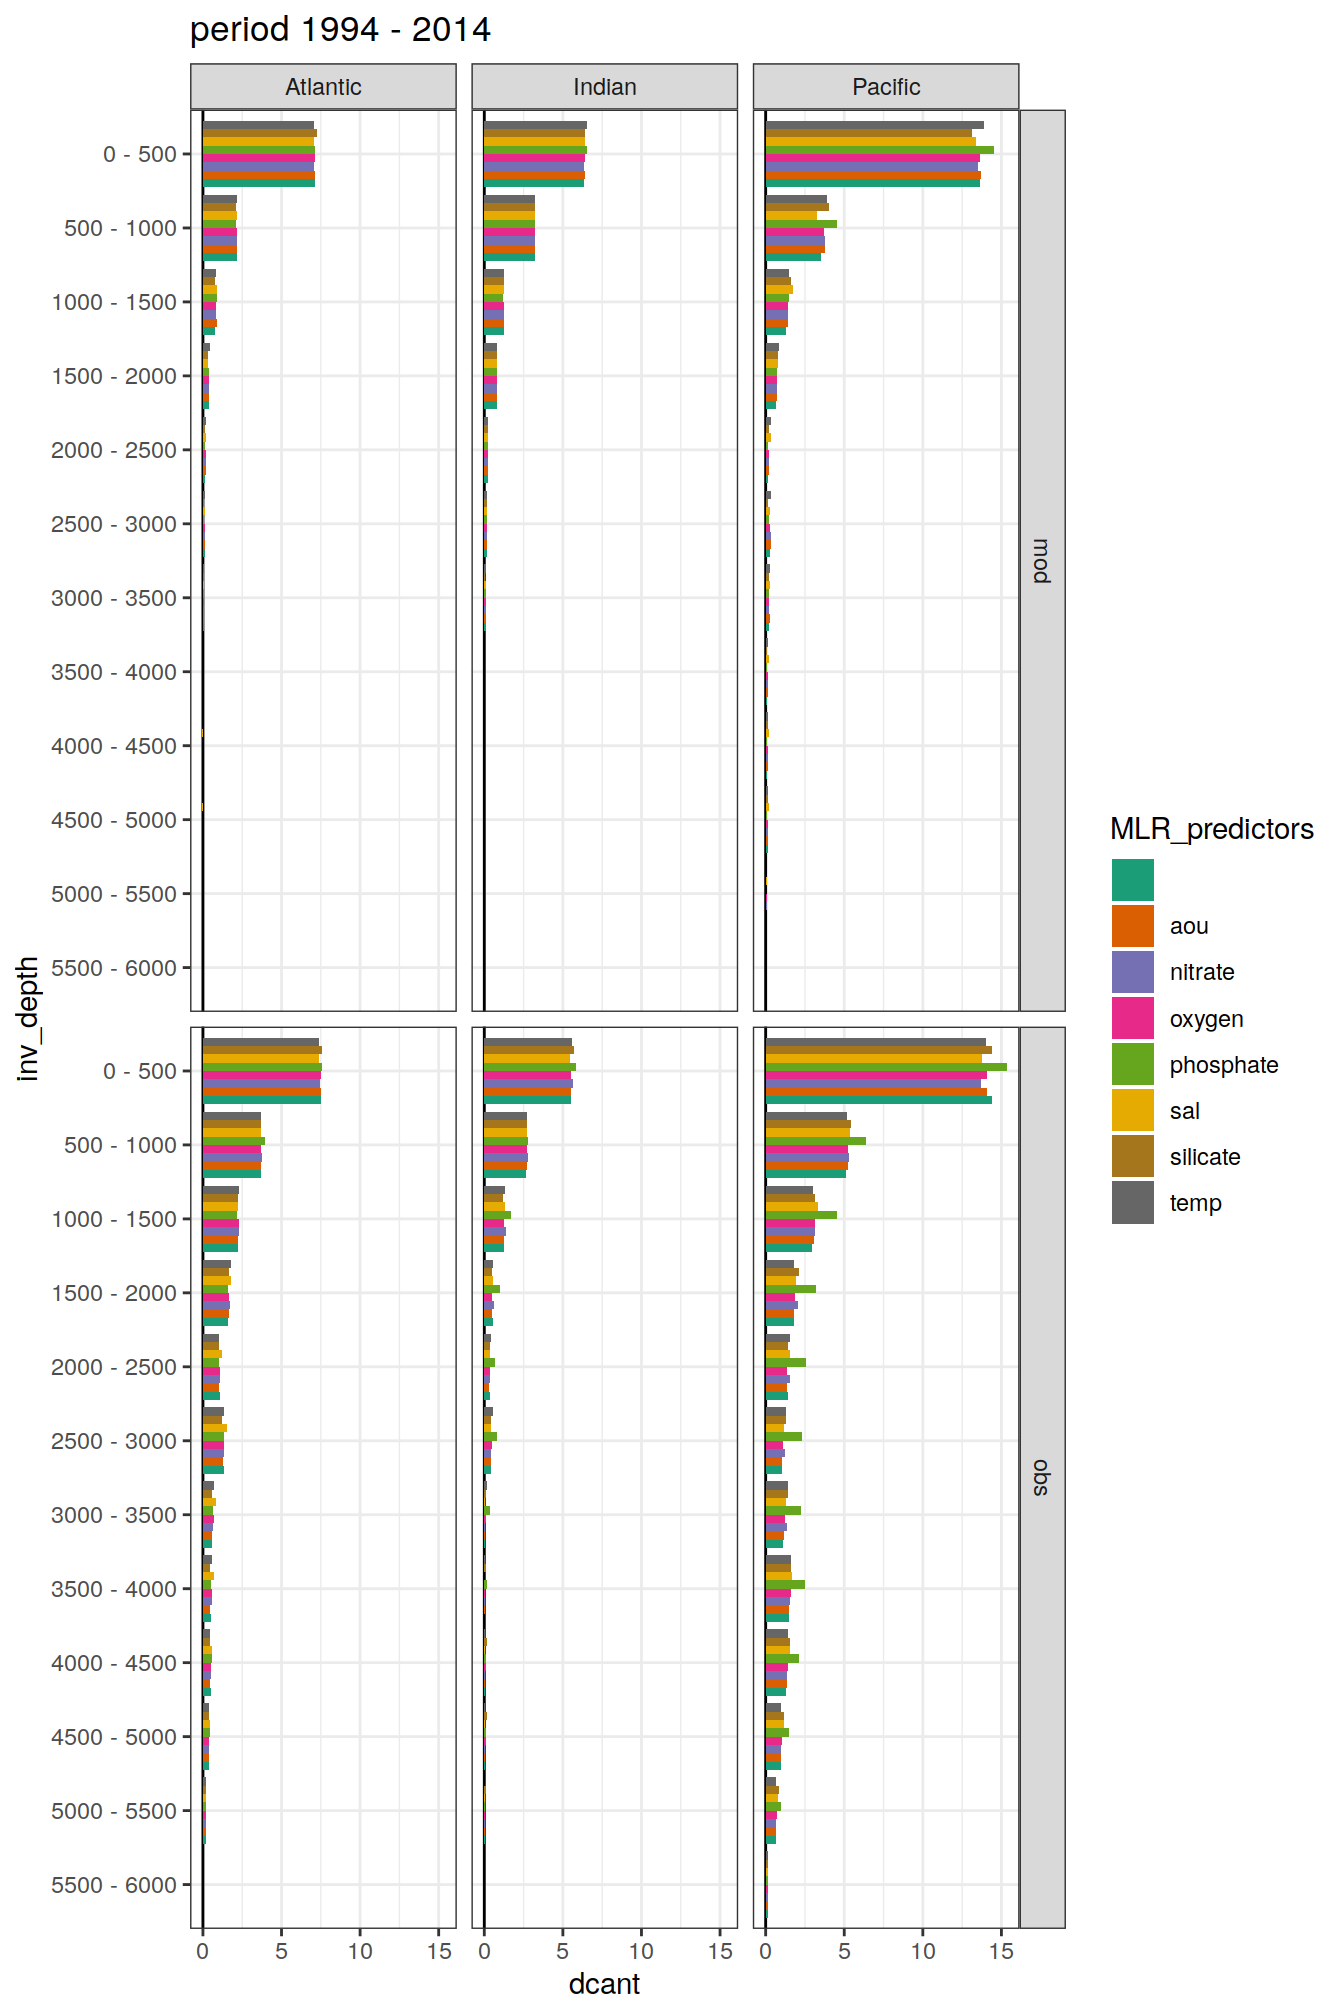 period 1994 - 2014
Atlantic
Indian
Pacific
0 - 500
500 - 1000
1000 - 1500
1500 - 2000
2000 - 2500
2500 - 3000
3000 - 3500
3500 - 4000
4000 - 4500
4500 - 5000
5000 - 5500
5500 - 6000
mod
inv_depth
0 - 500
500 - 1000
1000 - 1500
1500 - 2000
2000 - 2500
2500 - 3000
3000 - 3500
3500 - 4000
4000 - 4500
4500 - 5000
5000 - 5500
5500 - 6000
obs
0 5 10 15 0 5 10 15 0 5 10 15
dcant
MLR_predictors
aou
nitrate
oxygen
phosphate
sal
silicate
temp